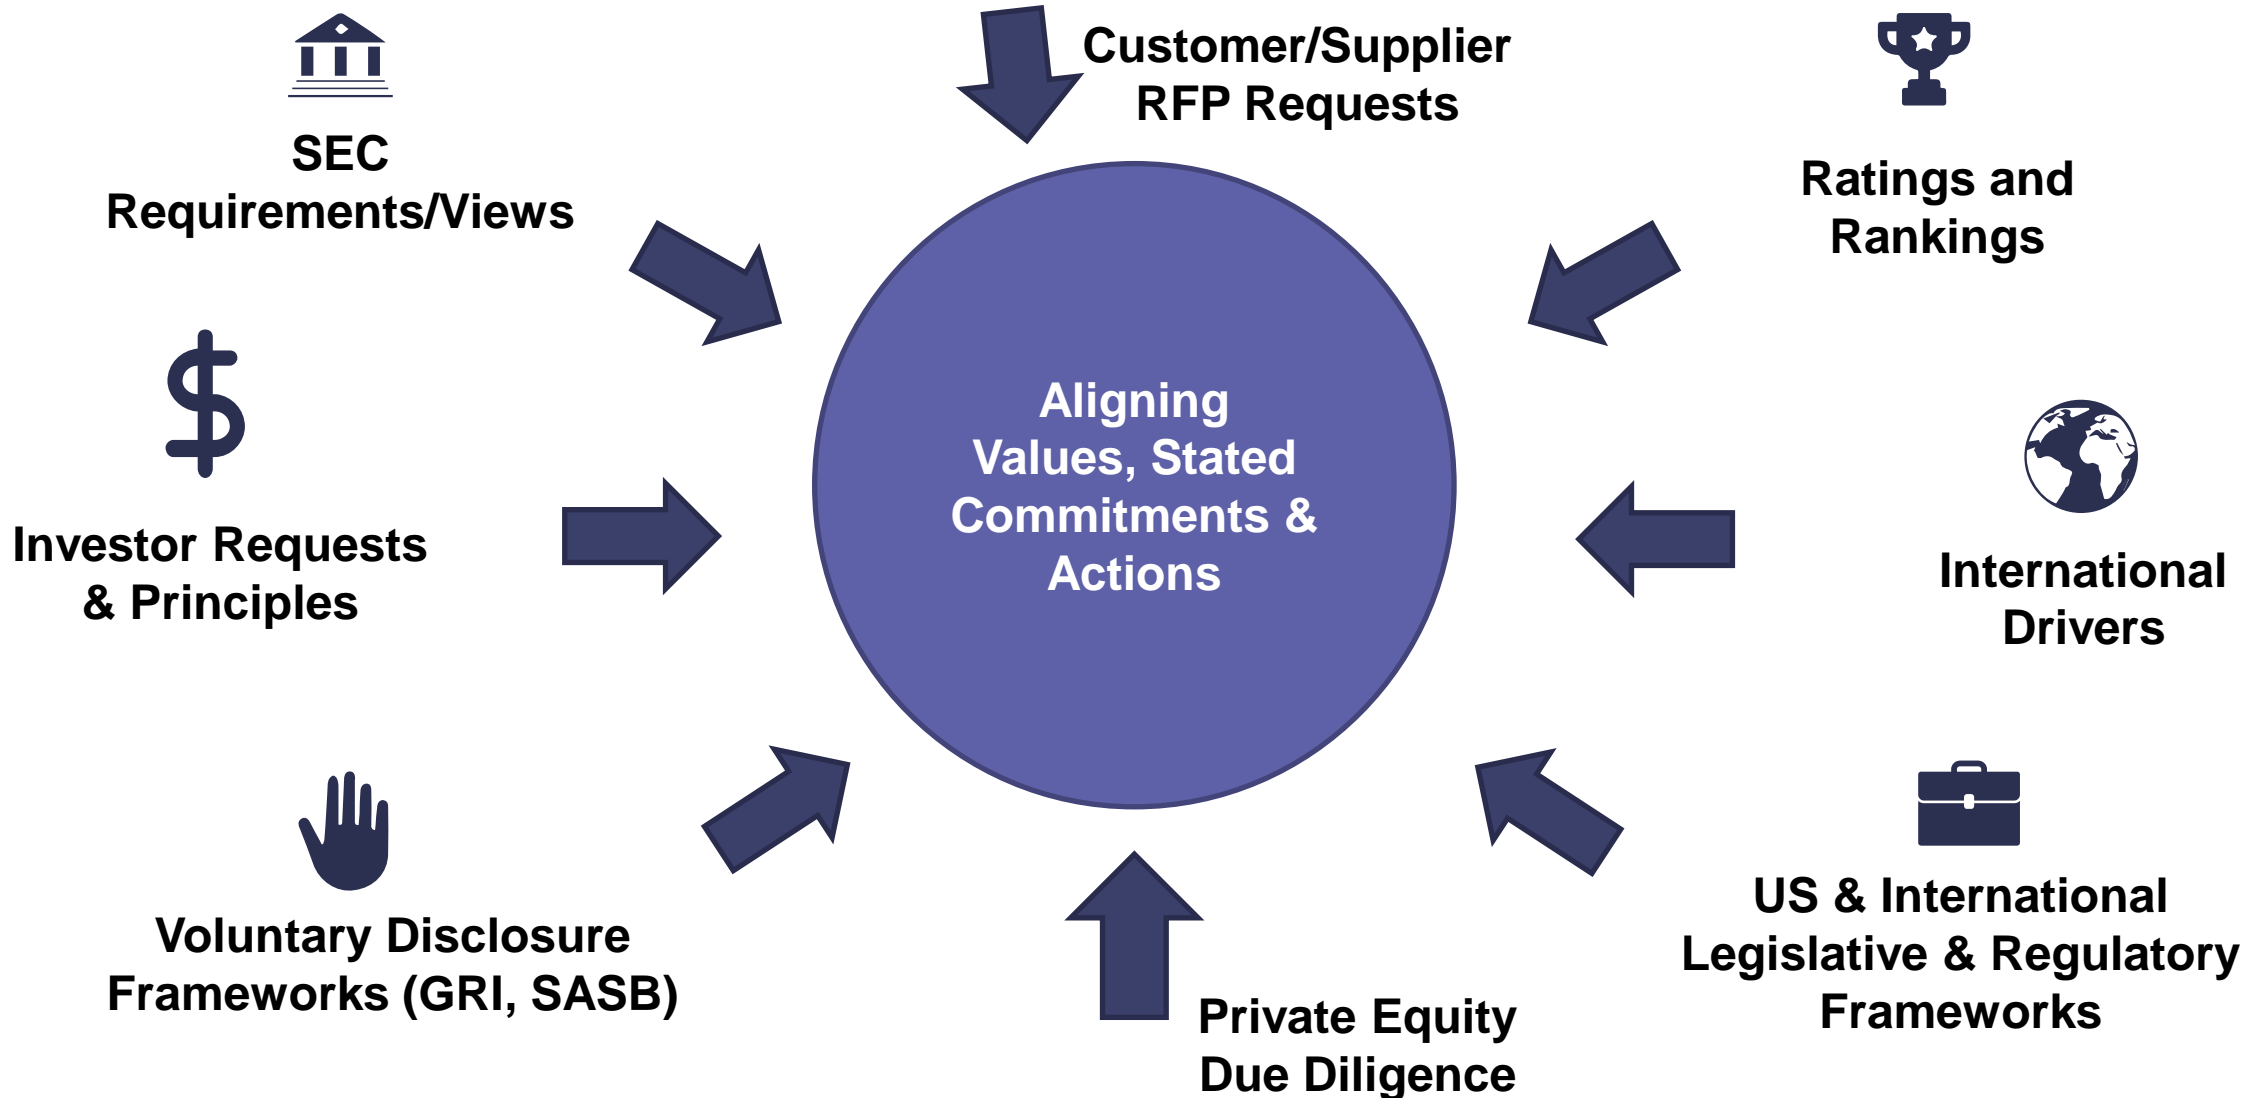 Customer/Supplier
RFP Requests
SEC
Requirements/Views
Ratings and
Rankings
Investor Requests
& Principles
Aligning
Values, Stated
Commitments &
Actions
International
Drivers
Voluntary Disclosure
Frameworks (GRI, SASB)
Private Equity
Due Diligence
US & International
Legislative & Regulatory
Frameworks